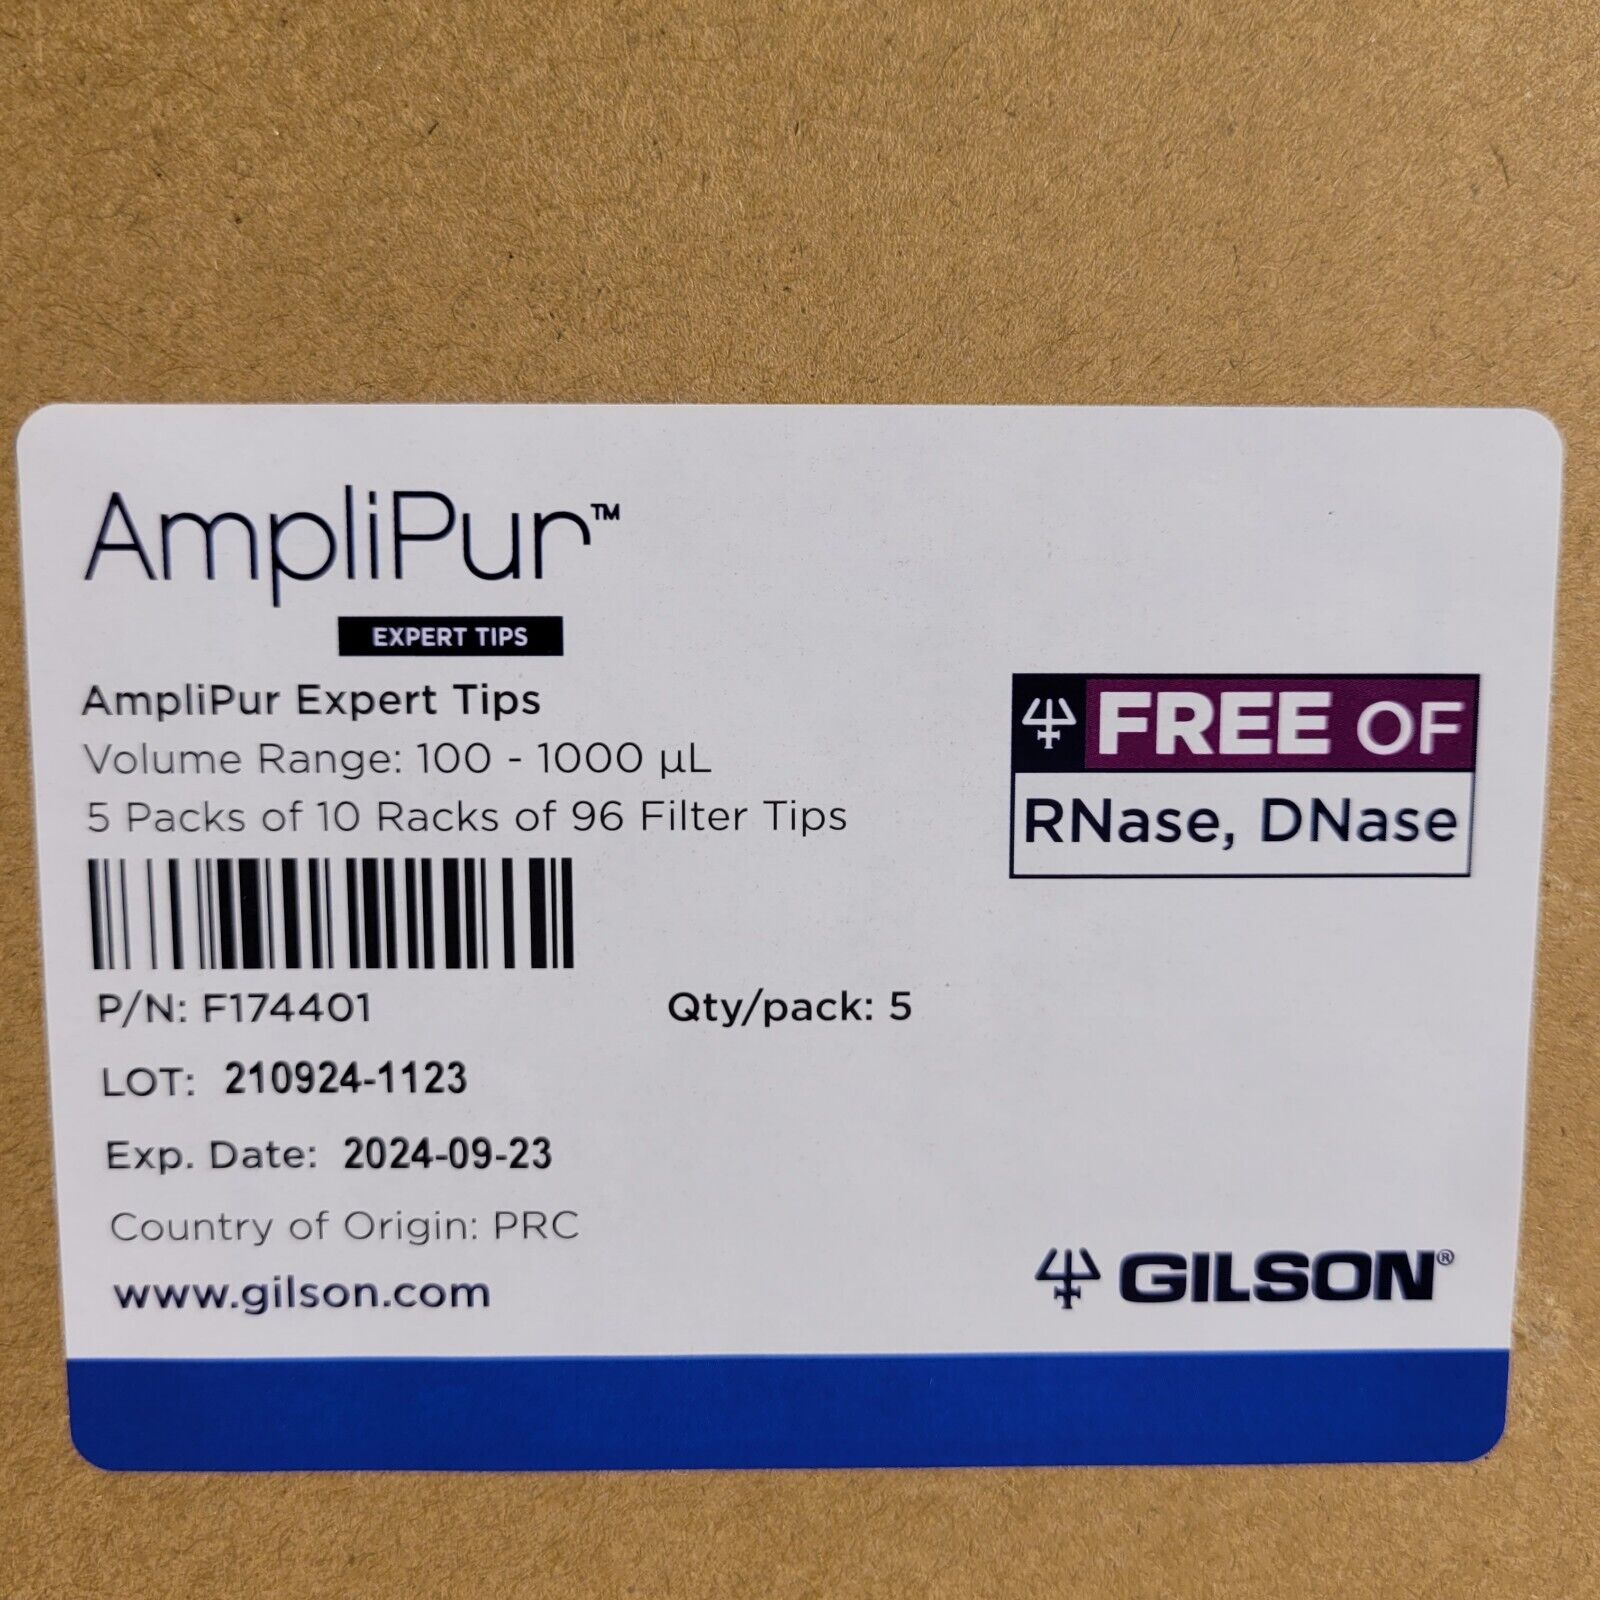 AmpliPur™
EXPERT TIPS
AmpliPur Expert Tips
Volume Range: 100 - 1000 µL
5 Packs of 10 Racks of 96 Filter Tips
FREE OF
RNase, DNase
P/N: F174401
Qty/pack: 5
LOT: 210924-1123
Exp. Date: 2024-09-23
Country of Origin: PRC
www.gilson.com
GILSON®